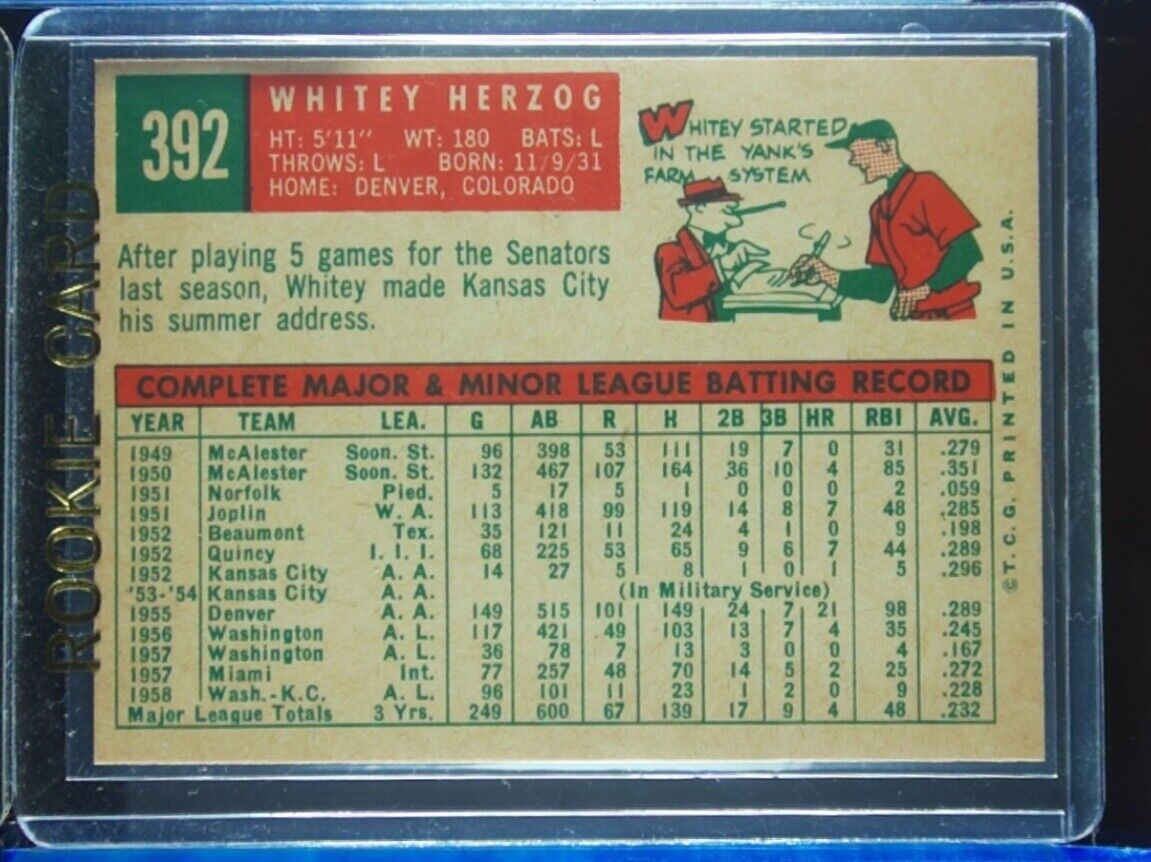 392
WHITEY HERZOG
HT: 5'11" WT: 180 BATS: L
THROWS: L BORN: 11/9/31
HOME: DENVER, COLORADO
WHITEY STARTED
IN THE YANK'S
FARM SYSTEM
After playing 5 games for the Senators
last season, Whitey made Kansas City
his summer address.
COMPLETE MAJOR & MINOR LEAGUE BATTING RECORD
YEAR TEAM LEA. G AB R H 2B 3B HR RBI AVG.
1949 McAlester Soon. St. 96 398 53 111 19 7 0 31 .279
1950 McAlester Soon. St. 132 467 107 164 36 10 4 85 .351
1951 Norfolk Pied. 5 17 5 1 0 0 0 2 .059
1951 Joplin W. A. 113 418 99 119 14 8 7 48 .285
1952 Beaumont Tex. 35 121 11 24 4 1 0 9 .198
1952 Quincy I. I. I. 68 225 53 65 9 6 7 44 .289
1952 Kansas City A. A. 14 27 5 8 1 0 1 5 .296
'53-'54 Kansas City A. A. (In Military Service)
1955 Denver A. A. 149 515 101 149 24 7 21 98 .289
1956 Washington A. L. 117 421 49 103 13 7 4 35 .245
1957 Washington A. L. 36 78 7 13 3 0 0 4 .167
1957 Miami Int. 77 257 48 70 14 5 2 25 .272
1958 Wash.-K.C. A. L. 96 101 11 23 1 2 0 9 .228
Major League Totals 3 Yrs. 249 600 67 139 17 9 4 48 .232
©T.C.G. PRINTED IN U.S.A.
ROOKIE CARD